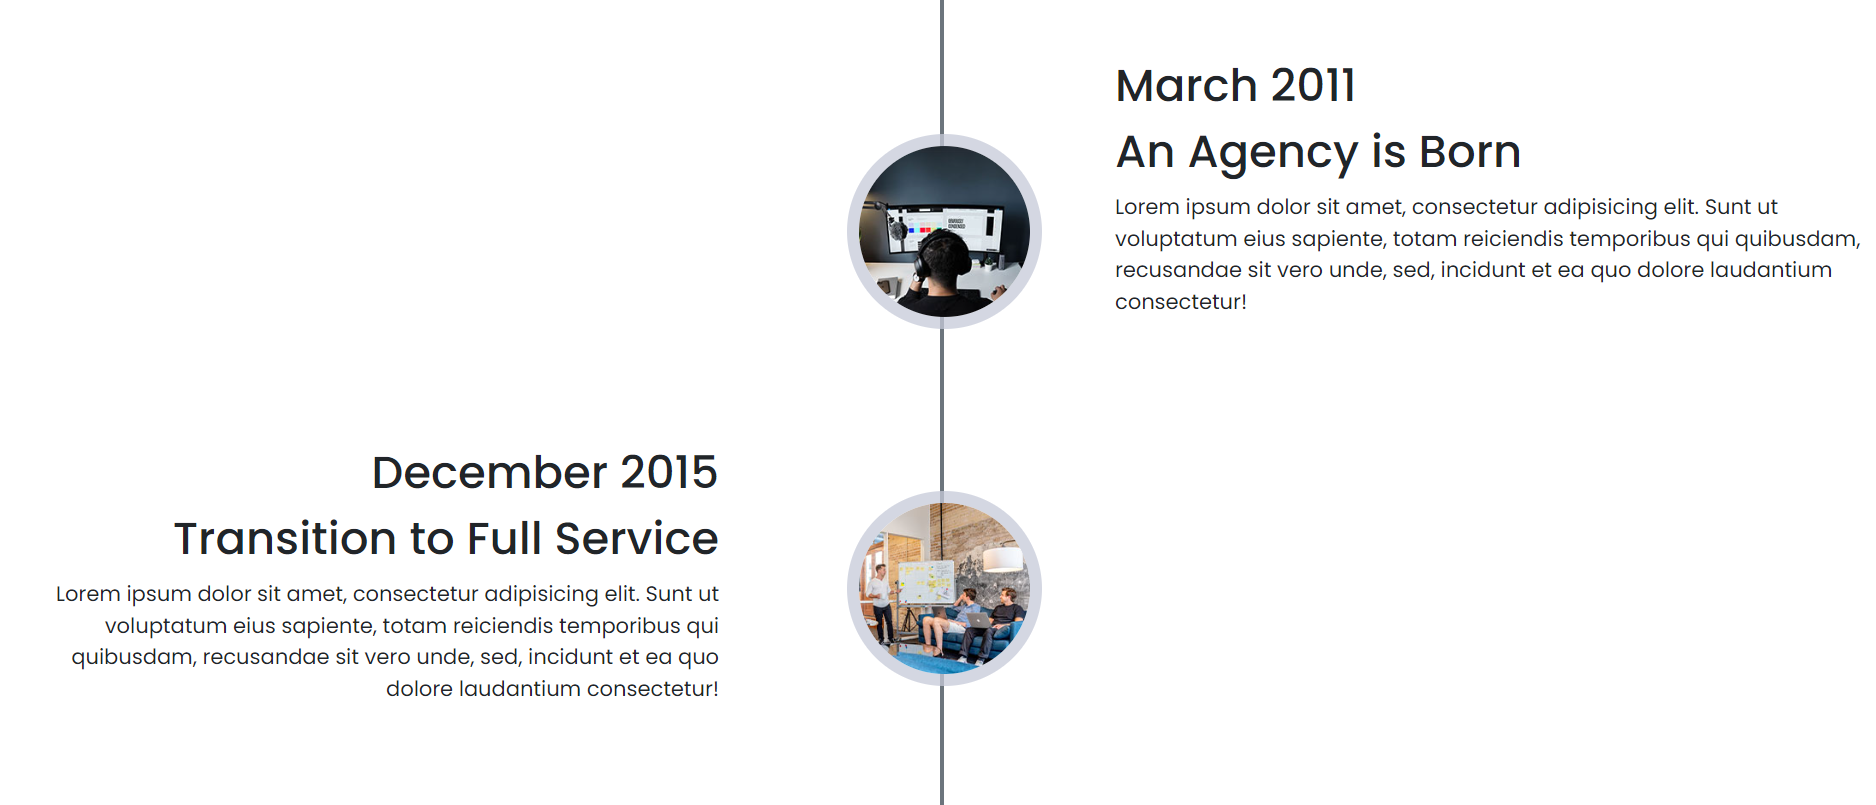 March 2011
An Agency is Born
Lorem ipsum dolor sit amet, consectetur adipisicing elit. Sunt ut
voluptatum eius sapiente, totam reiciendis temporibus qui quibusdam,
recusandae sit vero unde, sed, incidunt et ea quo dolore laudantium
consectetur!
December 2015
Transition to Full Service
Lorem ipsum dolor sit amet, consectetur adipisicing elit. Sunt ut
voluptatum eius sapiente, totam reiciendis temporibus qui
quibusdam, recusandae sit vero unde, sed, incidunt et ea quo
dolore laudantium consectetur!